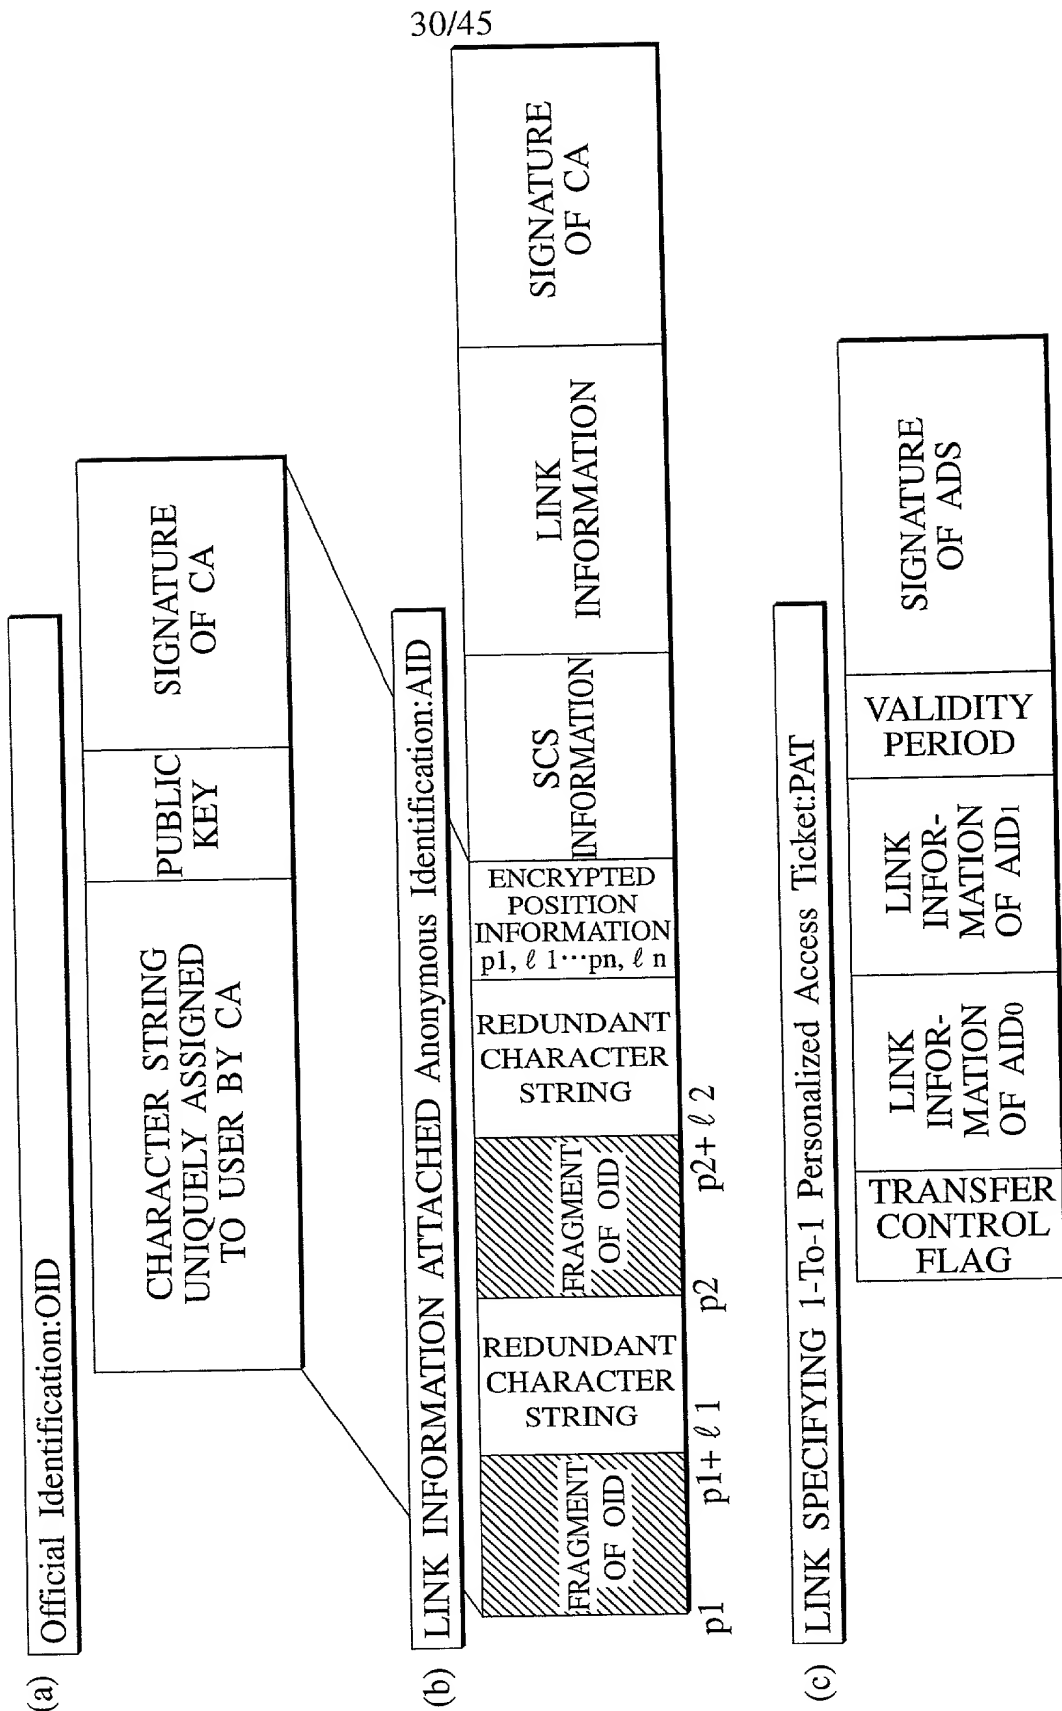 30/45
(a) Official Identification:OID
CHARACTER STRING
UNIQUELY ASSIGNED
TO USER BY CA
PUBLIC
KEY
SIGNATURE
OF CA
(b) LINK INFORMATION ATTACHED Anonymous Identification:AID
FRAGMENT
OF OID
REDUNDANT
CHARACTER
STRING
FRAGMENT
OF OID
REDUNDANT
CHARACTER
STRING
ENCRYPTED
POSITION
INFORMATION
p1, ℓ 1⋯pn, ℓ n
SCS
INFORMATION
LINK
INFORMATION
SIGNATURE
OF CA
p1
p1+ ℓ 1
p2
p2+ ℓ 2
(c) LINK SPECIFYING 1-To-1 Personalized Access Ticket:PAT
TRANSFER
CONTROL
FLAG
LINK
INFOR-
MATION
OF AID0
LINK
INFOR-
MATION
OF AID1
VALIDITY
PERIOD
SIGNATURE
OF ADS